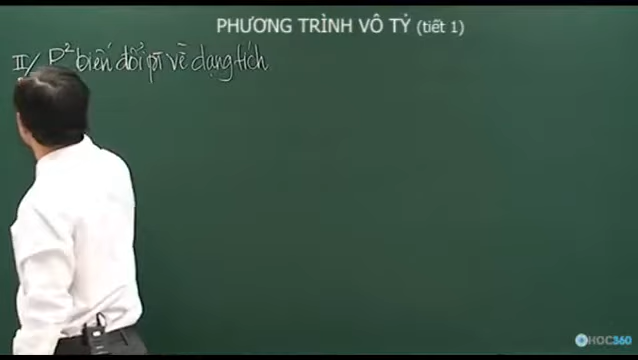 PHƯƠNG TRÌNH VÔ TỶ (tiết 1)
II/ P² biến đổi pt về dạng tích
HOC360